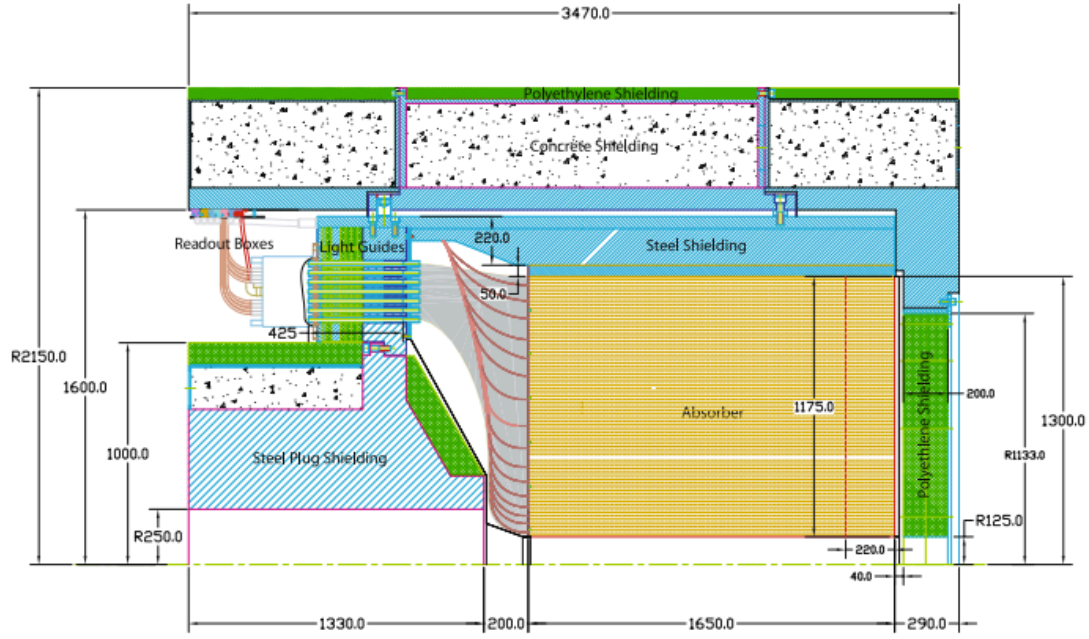 3470.0
Polyethylene Shielding
Concrete Shielding
Readout Boxes
Light Guides
220.0
Steel Shielding
50.0
425
R2150.0
1600.0
1175.0
Absorber
200.0
1300.0
Polyethlene Shielding
1000.0
Steel Plug Shielding
R1133.0
R250.0
R125.0
220.0
40.0
1330.0
200.0
1650.0
290.0